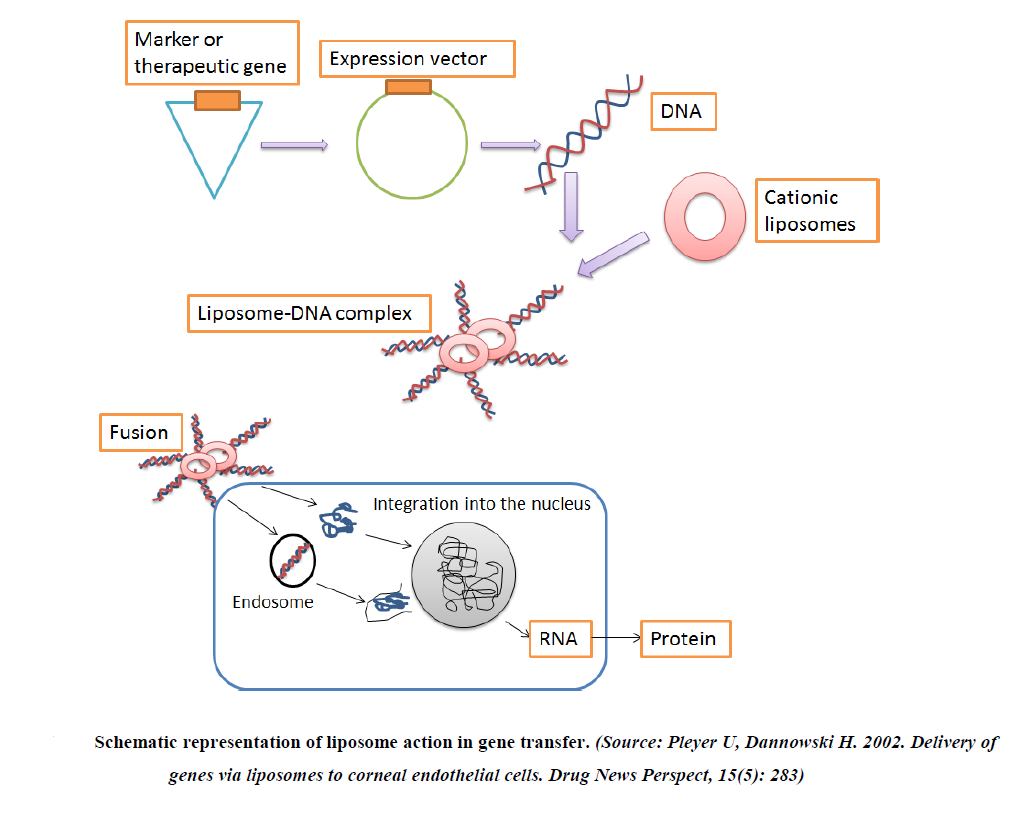 Marker or
therapeutic gene
Expression vector
DNA
Cationic
liposomes
Liposome-DNA complex
Fusion
Integration into the nucleus
Endosome
RNA
Protein
Schematic representation of liposome action in gene transfer. (Source: Pleyer U, Dannowski H. 2002. Delivery of
genes via liposomes to corneal endothelial cells. Drug News Perspect, 15(5): 283)